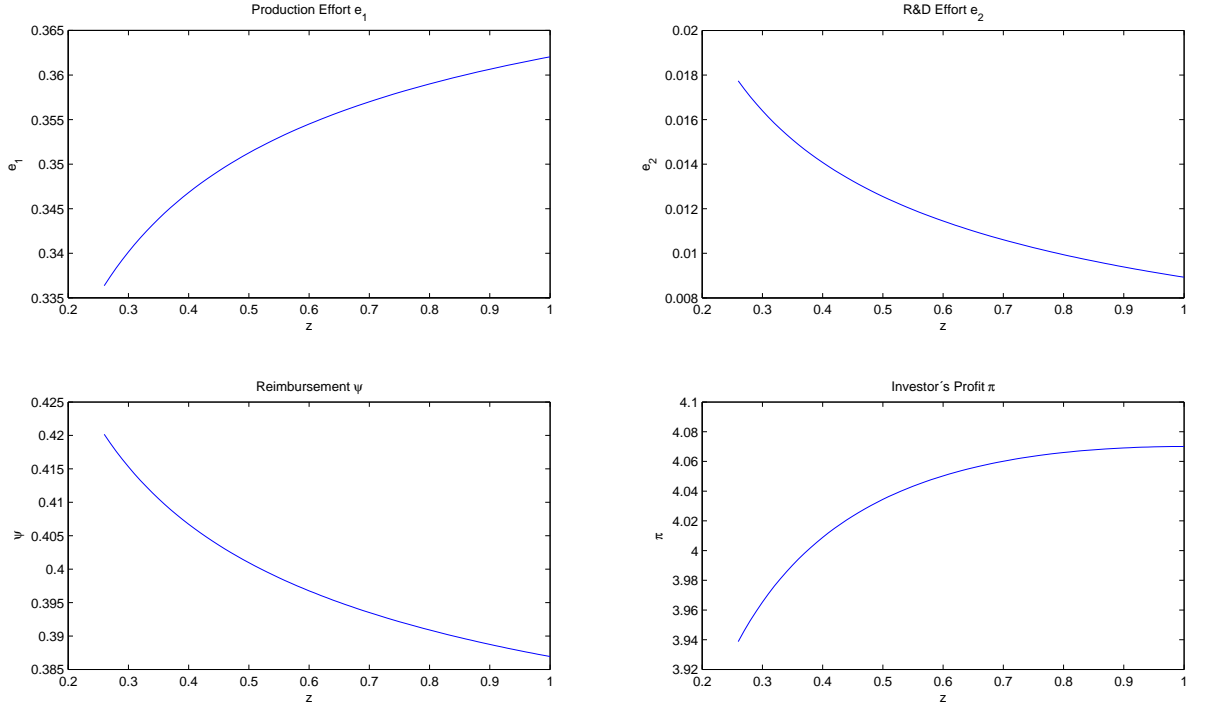 Production Effort e1
0.365
0.36
0.355
0.35
0.345
0.34
0.335
e1
0.2 0.3 0.4 0.5 0.6 0.7 0.8 0.9 1
z
R&D Effort e2
0.02
0.018
0.016
0.014
0.012
0.01
0.008
e2
0.2 0.3 0.4 0.5 0.6 0.7 0.8 0.9 1
z
Reimbursement ψ
0.425
0.42
0.415
0.41
0.405
0.4
0.395
0.39
0.385
ψ
0.2 0.3 0.4 0.5 0.6 0.7 0.8 0.9 1
z
Investor´s Profit π
4.1
4.08
4.06
4.04
4.02
4
3.98
3.96
3.94
3.92
π
0.2 0.3 0.4 0.5 0.6 0.7 0.8 0.9 1
z